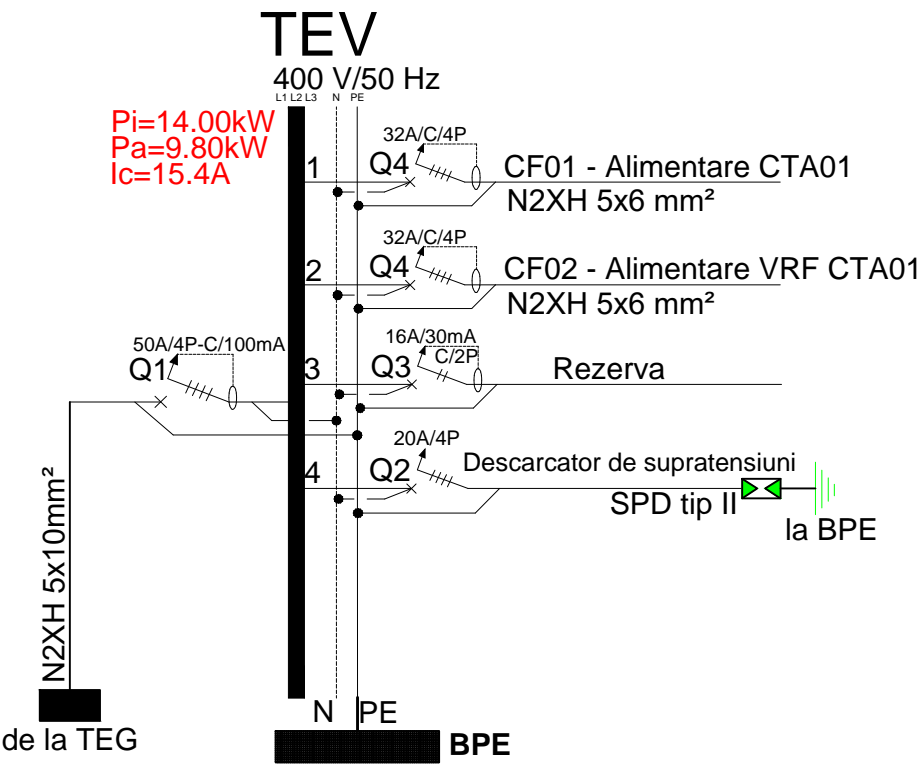 TEV
400 V/50 Hz
L1 L2 L3 N PE
Pi=14.00kW
Pa=9.80kW
Ic=15.4A
32A/C/4P
1 Q4 CF01 - Alimentare CTA01
N2XH 5x6 mm²
32A/C/4P
2 Q4 CF02 - Alimentare VRF CTA01
N2XH 5x6 mm²
50A/4P-C/100mA
Q1
16A/30mA
C/2P
3 Q3 Rezerva
20A/4P
4 Q2 Descarcator de supratensiuni
SPD tip II
la BPE
N2XH 5x10mm²
de la TEG
N PE
BPE